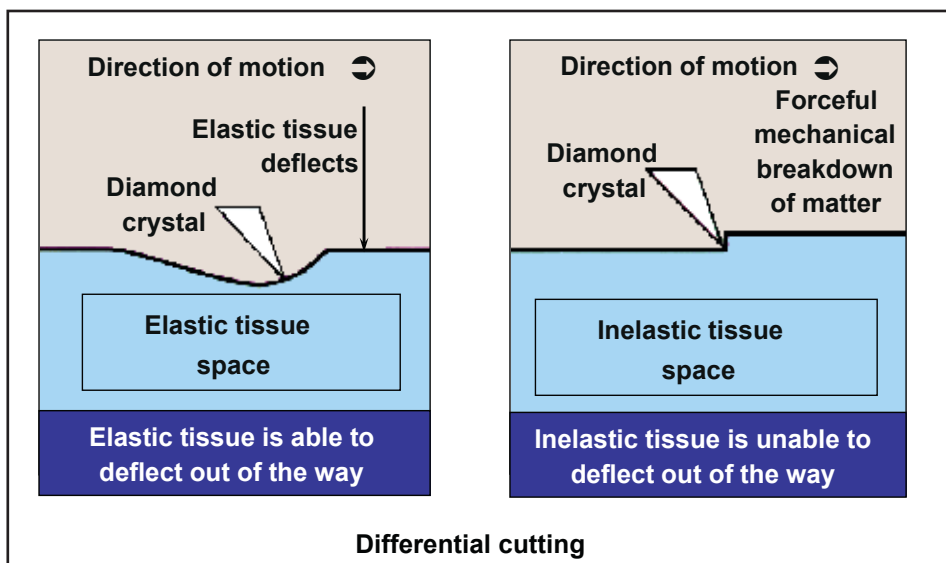 Direction of motion ➲
Elastic tissue
deflects
Diamond
crystal
Elastic tissue
space
Elastic tissue is able to
deflect out of the way
Direction of motion ➲
Forceful
mechanical
breakdown
of matter
Diamond
crystal
Inelastic tissue
space
Inelastic tissue is unable to
deflect out of the way
Differential cutting